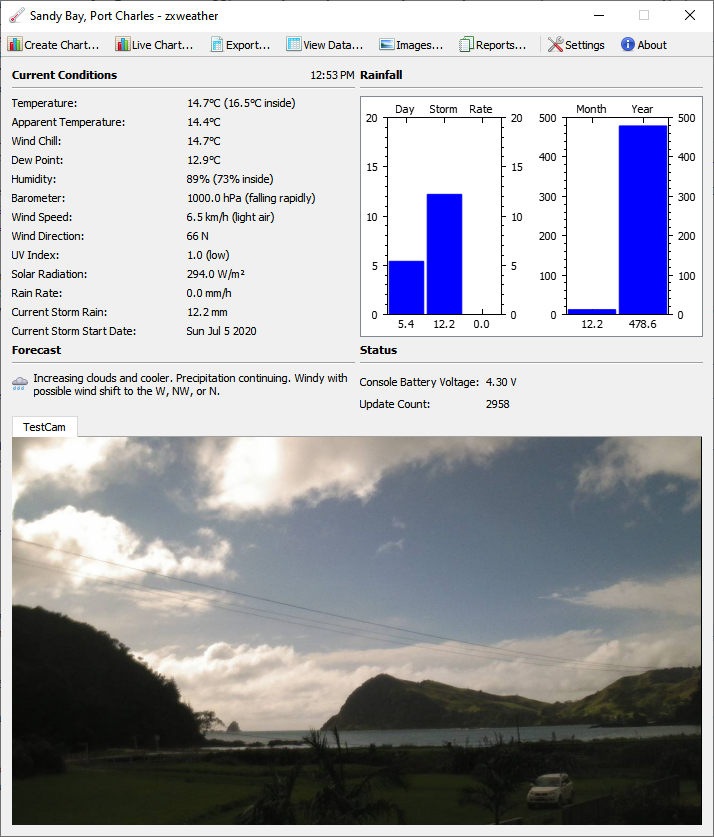 Sandy Bay, Port Charles - zxweather
Create Chart... Live Chart... Export... View Data... Images... Reports... Settings About
Current Conditions 12:53 PM
Temperature: 14.7°C (16.5°C inside)
Apparent Temperature: 14.4°C
Wind Chill: 14.7°C
Dew Point: 12.9°C
Humidity: 89% (73% inside)
Barometer: 1000.0 hPa (falling rapidly)
Wind Speed: 6.5 km/h (light air)
Wind Direction: 66 N
UV Index: 1.0 (low)
Solar Radiation: 294.0 W/m²
Rain Rate: 0.0 mm/h
Current Storm Rain: 12.2 mm
Current Storm Start Date: Sun Jul 5 2020
Rainfall
Day Storm Rate
20 20
15 15
10 10
5 5
0 0
5.4 12.2 0.0
Month Year
500 500
400 400
300 300
200 200
100 100
0 0
12.2 478.6
Forecast
Increasing clouds and cooler. Precipitation continuing. Windy with
possible wind shift to the W, NW, or N.
Status
Console Battery Voltage: 4.30 V
Update Count: 2958
TestCam